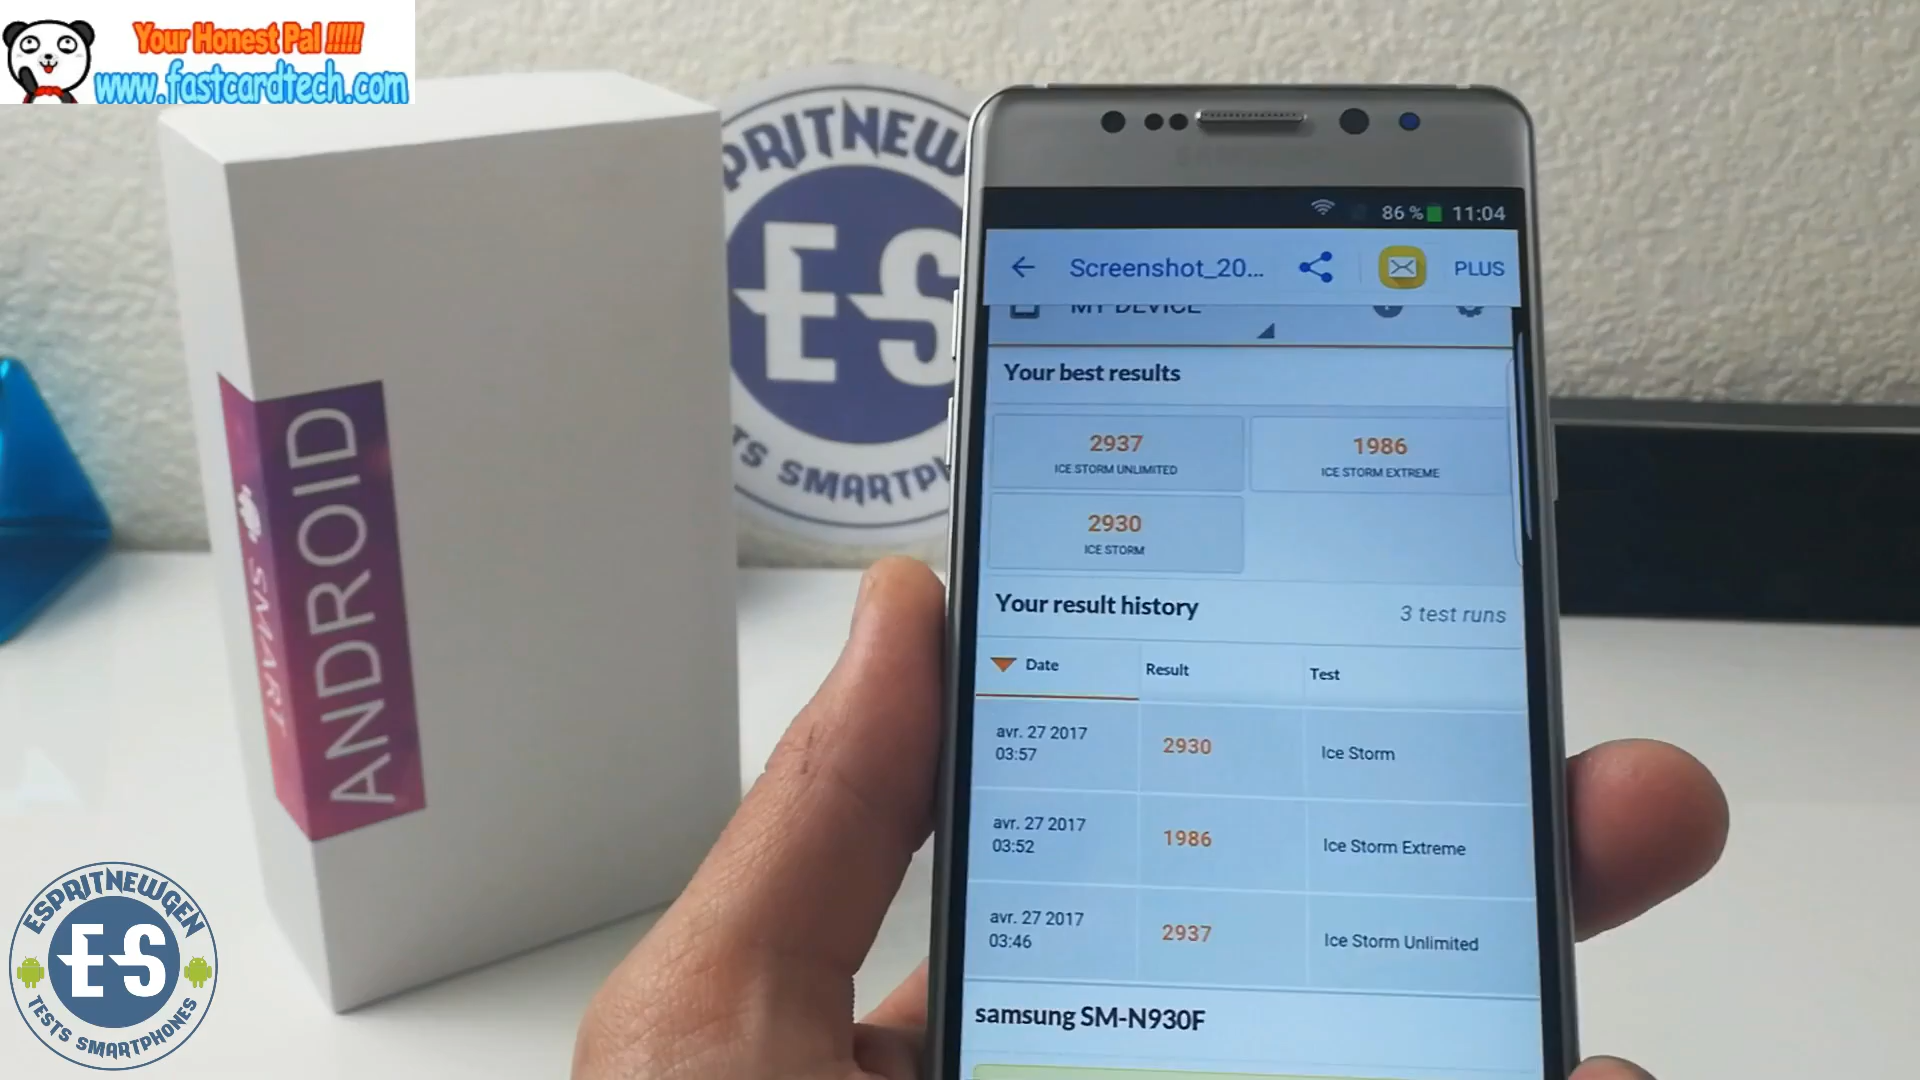 Your Honest Pal !!!!!
www.fastcardtech.com
PRITNEW
ES
TS SMARTPH
ANDROID
SMART
ESPRITNEWGEN
ES
TESTS SMARTPHONES
86 % 11:04
Screenshot_20... PLUS
MY DEVICE
Your best results
2937 1986
ICE STORM UNLIMITED ICE STORM EXTREME
2930
ICE STORM
Your result history 3 test runs
Date Result Test
avr. 27 2017
03:57 2930 Ice Storm
avr. 27 2017
03:52 1986 Ice Storm Extreme
avr. 27 2017
03:46 2937 Ice Storm Unlimited
samsung SM-N930F